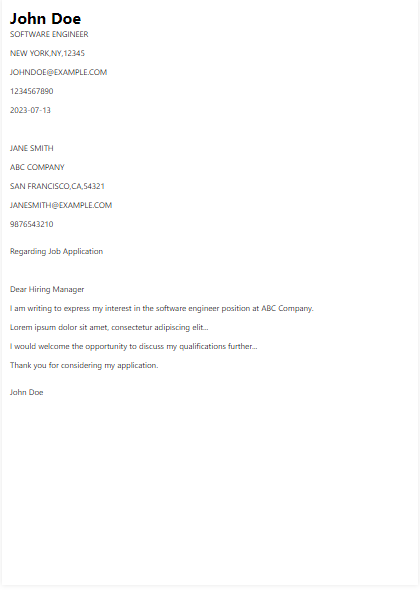 John Doe
SOFTWARE ENGINEER
NEW YORK,NY,12345
JOHNDOE@EXAMPLE.COM
1234567890
2023-07-13
JANE SMITH
ABC COMPANY
SAN FRANCISCO,CA,54321
JANESMITH@EXAMPLE.COM
9876543210
Regarding Job Application
Dear Hiring Manager
I am writing to express my interest in the software engineer position at ABC Company.
Lorem ipsum dolor sit amet, consectetur adipiscing elit...
I would welcome the opportunity to discuss my qualifications further...
Thank you for considering my application.
John Doe